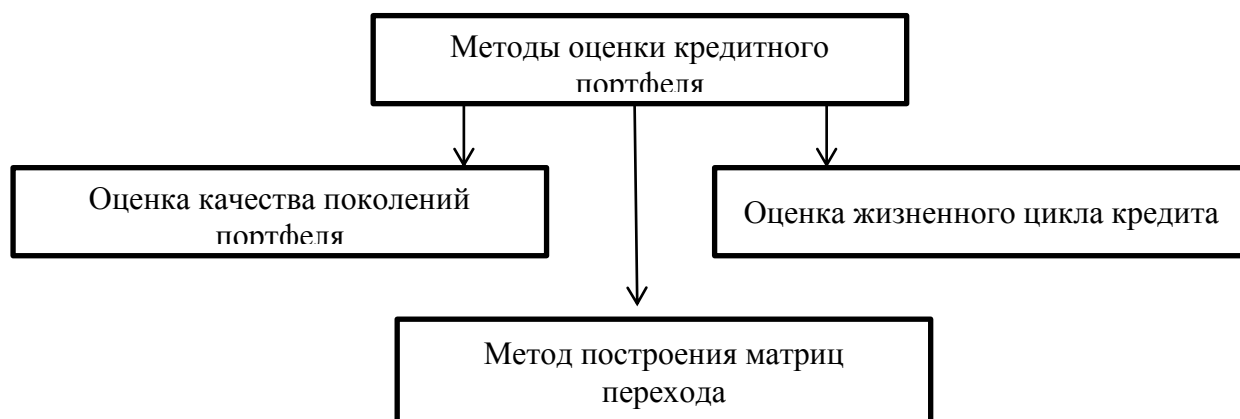 Методы оценки кредитного
портфеля
Оценка качества поколений
портфеля
Оценка жизненного цикла кредита
Метод построения матриц
перехода